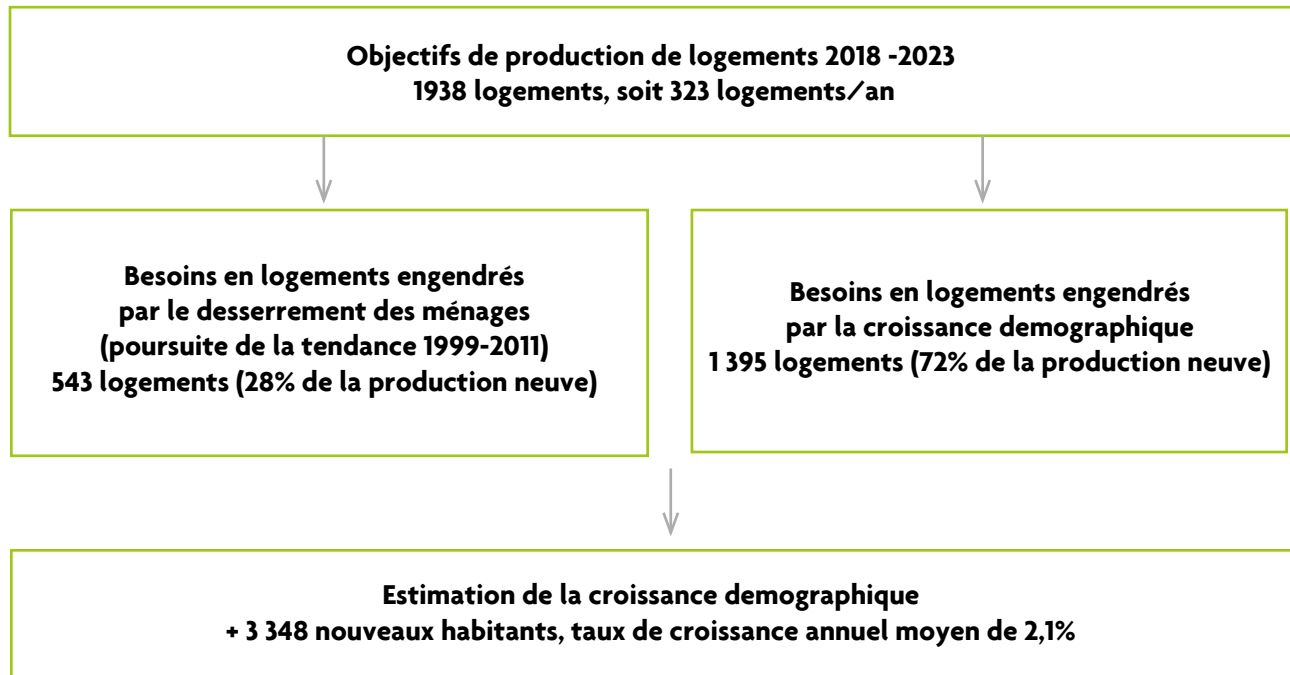 Objectifs de production de logements 2018 -2023
1938 logements, soit 323 logements/an
Besoins en logements engendrés
par le desserrement des ménages
(poursuite de la tendance 1999-2011)
543 logements (28% de la production neuve)
Besoins en logements engendrés
par la croissance demographique
1 395 logements (72% de la production neuve)
Estimation de la croissance demographique
+ 3 348 nouveaux habitants, taux de croissance annuel moyen de 2,1%